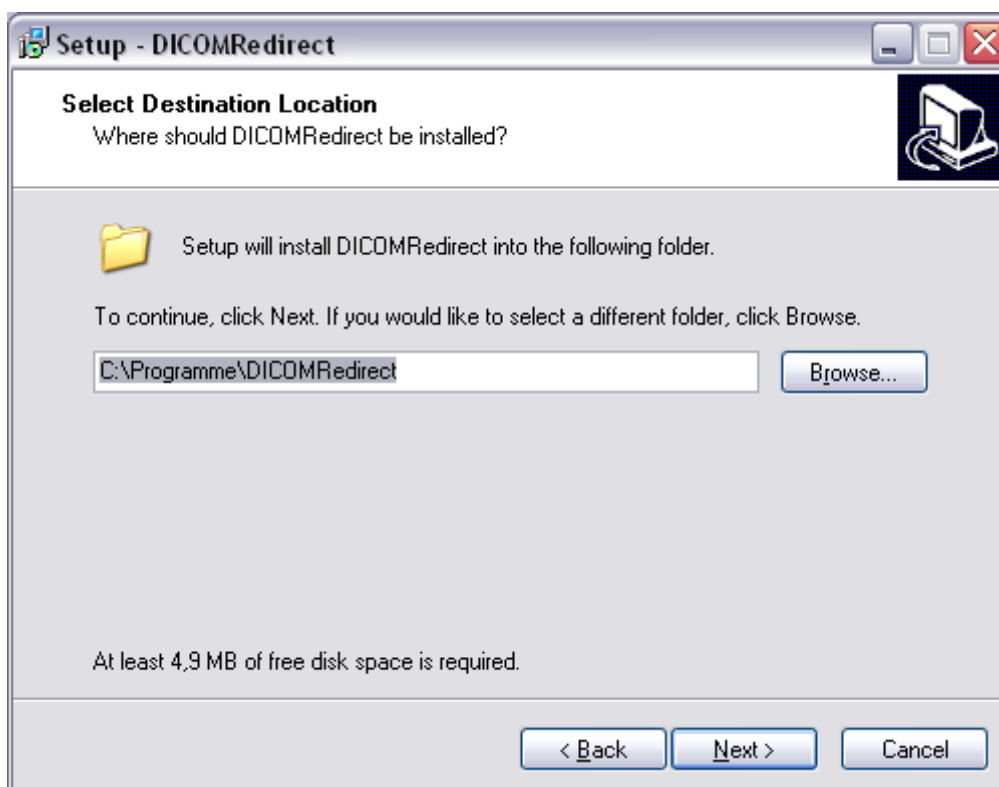 Setup - DICOMRedirect
Select Destination Location
Where should DICOMRedirect be installed?
Setup will install DICOMRedirect into the following folder.
To continue, click Next. If you would like to select a different folder, click Browse.
C:\Programme\DICOMRedirect
Browse...
At least 4,9 MB of free disk space is required.
< Back
Next >
Cancel